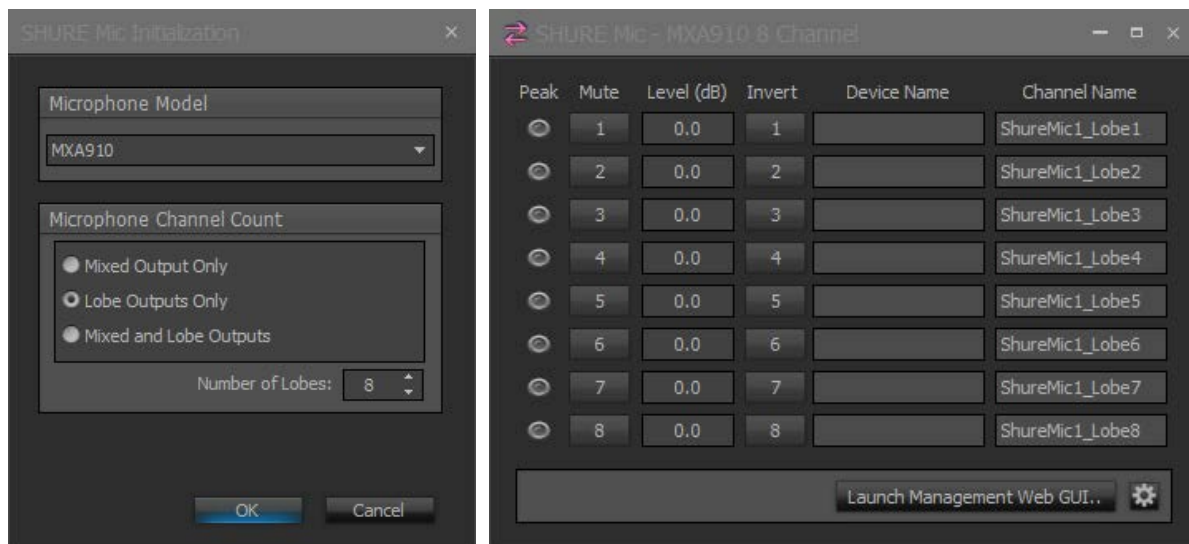 SHURE Mic Initialization
Microphone Model
MXA910
Microphone Channel Count
Mixed Output Only
Lobe Outputs Only
Mixed and Lobe Outputs
Number of Lobes: 8
OK Cancel
SHURE Mic - MXA910 8 Channel
Peak Mute Level (dB) Invert Device Name Channel Name
1 0.0 1 ShureMic1_Lobe1
2 0.0 2 ShureMic1_Lobe2
3 0.0 3 ShureMic1_Lobe3
4 0.0 4 ShureMic1_Lobe4
5 0.0 5 ShureMic1_Lobe5
6 0.0 6 ShureMic1_Lobe6
7 0.0 7 ShureMic1_Lobe7
8 0.0 8 ShureMic1_Lobe8
Launch Management Web GUI..